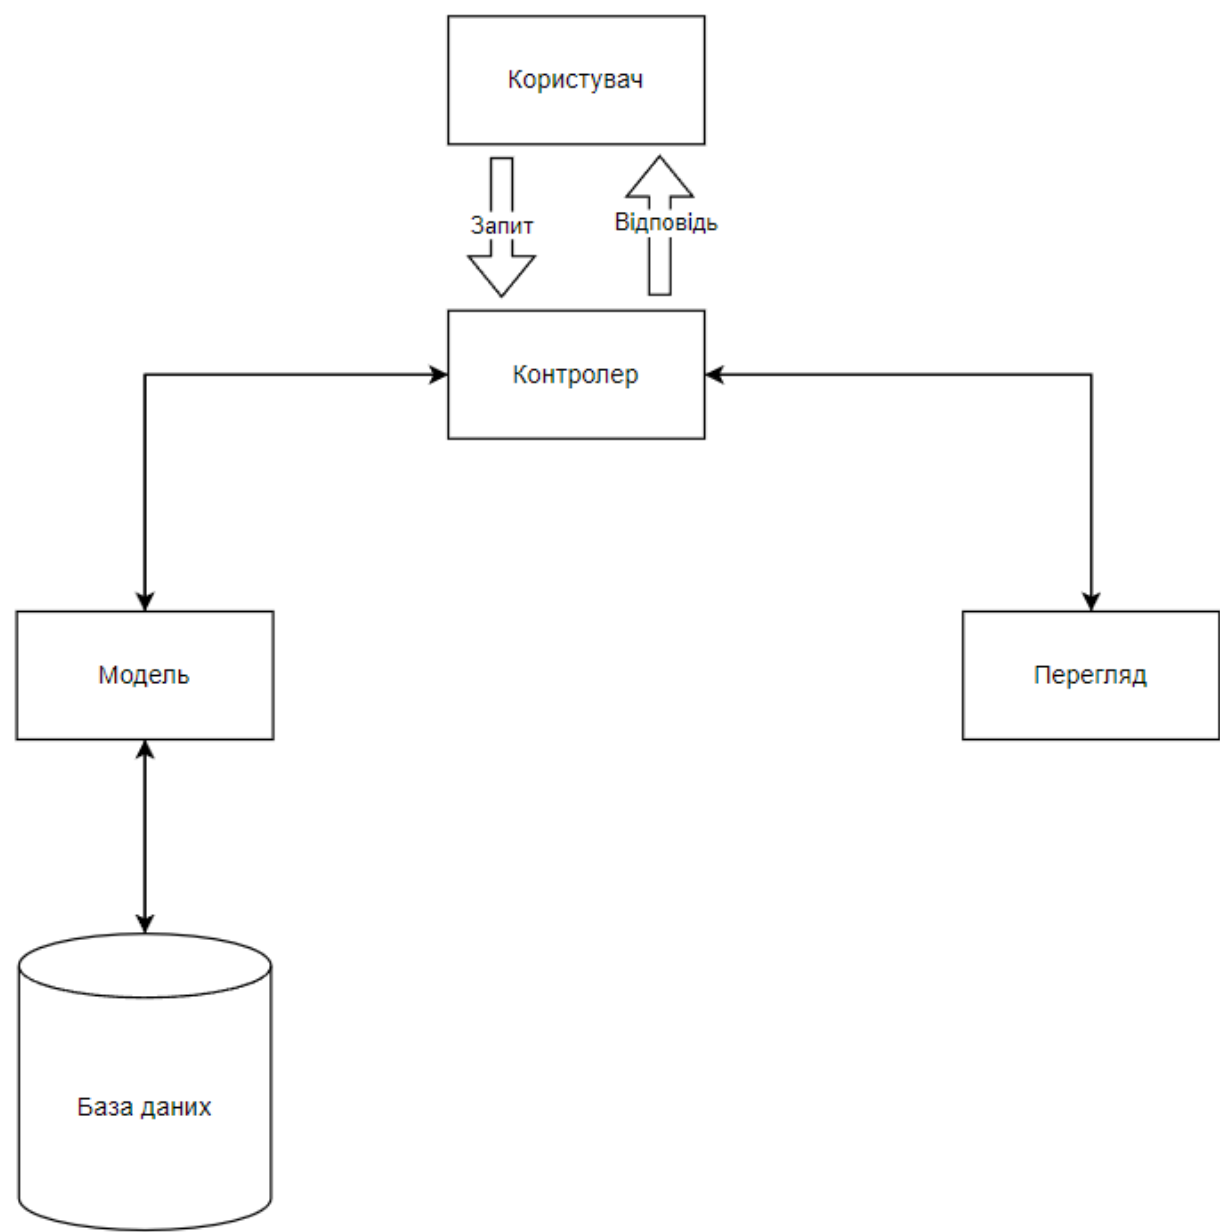 Користувач
Запит
Відповідь
Контролер
Модель
Перегляд
База даних